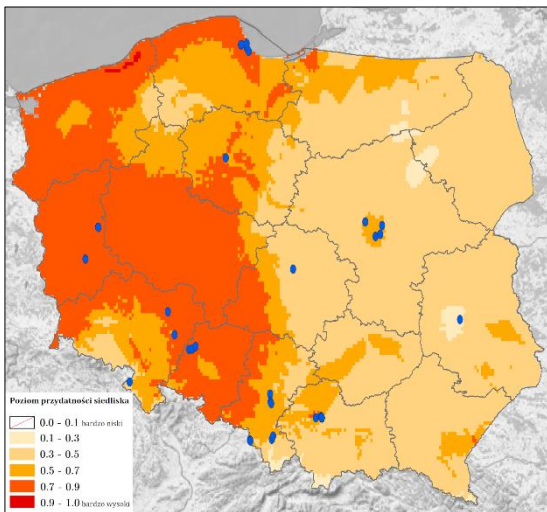 Poziom przydatności siedliska
0.0 - 0.1 bardzo niski
0.1 - 0.3
0.3 - 0.5
0.5 - 0.7
0.7 - 0.9
0.9 - 1.0 bardzo wysoki